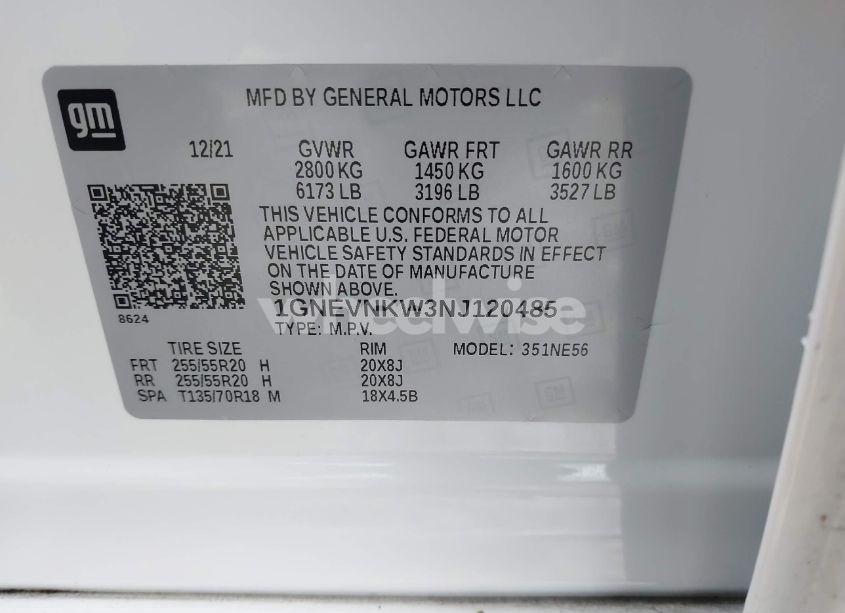 gm
MFD BY GENERAL MOTORS LLC
12/21 GVWR GAWR FRT GAWR RR
2800 KG 1450 KG 1600 KG
6173 LB 3196 LB 3527 LB
THIS VEHICLE CONFORMS TO ALL
APPLICABLE U.S. FEDERAL MOTOR
VEHICLE SAFETY STANDARDS IN EFFECT
ON THE DATE OF MANUFACTURE
SHOWN ABOVE.
1GNEVNKW3NJ120485
wheelwise
8624
TYPE: M.P.V.
TIRE SIZE RIM MODEL: 351NE56
FRT 255/55R20 H 20X8J
RR 255/55R20 H 20X8J
SPA T135/70R18 M 18X4.5B